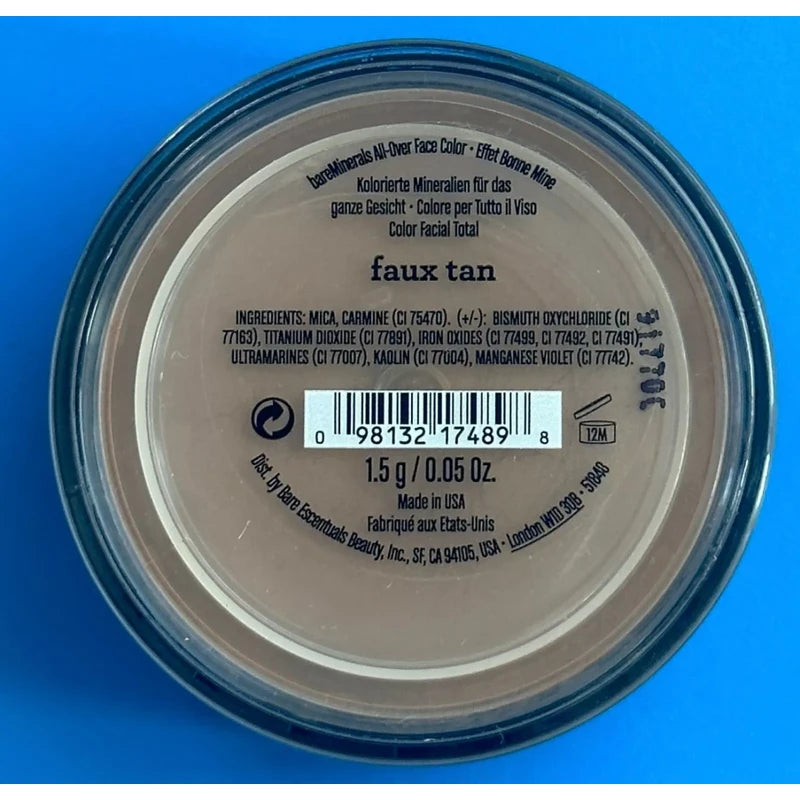 bareMinerals All-Over Face Color • Effet Bonne Mine
Kolorierte Mineralien für das
ganze Gesicht • Colore per Tutto il Viso
Color Facial Total
faux tan
INGREDIENTS: MICA, CARMINE (CI 75470). (+/-): BISMUTH OXYCHLORIDE (CI
77163), TITANIUM DIOXIDE (CI 77891), IRON OXIDES (CI 77499, CI 77492, CI 77491),
ULTRAMARINES (CI 77007), KAOLIN (CI 77004), MANGANESE VIOLET (CI 77742).
0 98132 17489 8
12M
1.5 g / 0.05 Oz.
Made in USA
Fabriqué aux Etats-Unis
Dist. by Bare Escentuals Beauty, Inc., SF, CA 94105, USA • London W1D 3QB • 51840